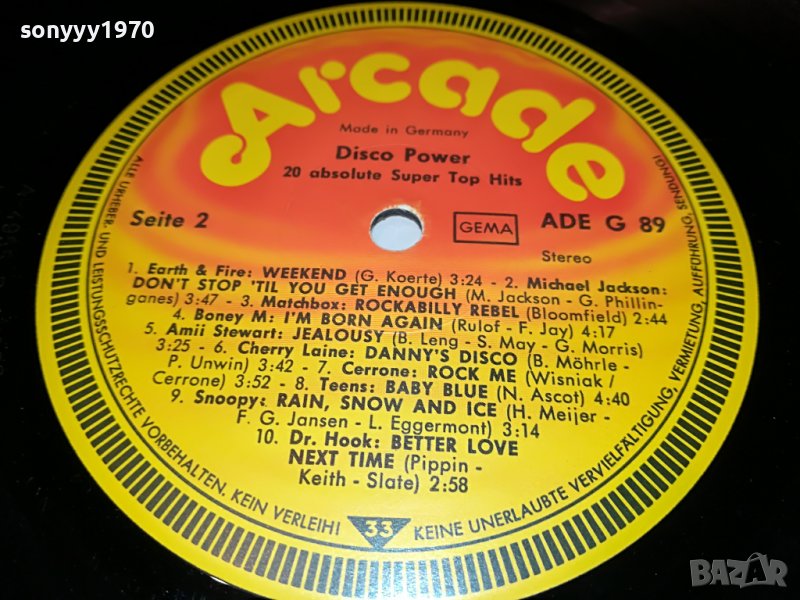 sonyyy1970
Arcade
Made in Germany
Disco Power
20 absolute Super Top Hits
Seite 2
GEMA
ADE G 89
Stereo
1. Earth & Fire: WEEKEND (G. Koerte) 3:24 - 2. Michael Jackson:
DON'T STOP 'TIL YOU GET ENOUGH (M. Jackson - G. Phillin-
ganes) 3:47 - 3. Matchbox: ROCKABILLY REBEL (Bloomfield) 2:44
4. Boney M: I'M BORN AGAIN (Rulof - F. Jay) 4:17
5. Amii Stewart: JEALOUSY (B. Leng - S. May - G. Morris)
3:25 - 6. Cherry Laine: DANNY'S DISCO (B. Möhrle -
P. Unwin) 3:42 - 7. Cerrone: ROCK ME (Wisniak /
Cerrone) 3:52 - 8. Teens: BABY BLUE (N. Ascot) 4:40
9. Snoopy: RAIN, SNOW AND ICE (H. Meijer -
F. G. Jansen - L. Eggermont) 3:14
10. Dr. Hook: BETTER LOVE
NEXT TIME (Pippin -
Keith - Slate) 2:58
ALLE URHEBER- UND LEISTUNGSSCHUTZRECHTE VORBEHALTEN. KEIN VERLEIH! KEINE UNERLAUBTE VERVIELFÄLTIGUNG, VERMIETUNG, AUFFÜHRUNG, SENDUNG!
33
BAZAR